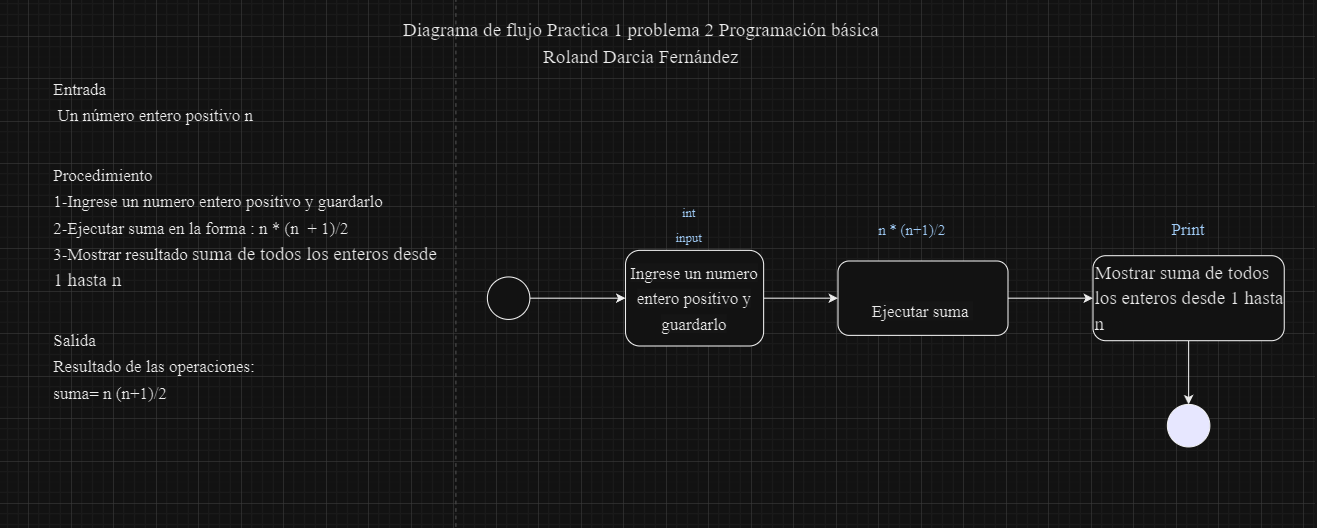 Diagrama de flujo Practica 1 problema 2 Programación básica
Roland Darcia Fernández
Entrada
Un número entero positivo n
Procedimiento
1-Ingrese un numero entero positivo y guardarlo
2-Ejecutar suma en la forma : n * (n + 1)/2
3-Mostrar resultado suma de todos los enteros desde
1 hasta n
Salida
Resultado de las operaciones:
suma= n (n+1)/2
int
input
Ingrese un numero
entero positivo y
guardarlo
n * (n+1)/2
Ejecutar suma
Print
Mostrar suma de todos
los enteros desde 1 hasta
n